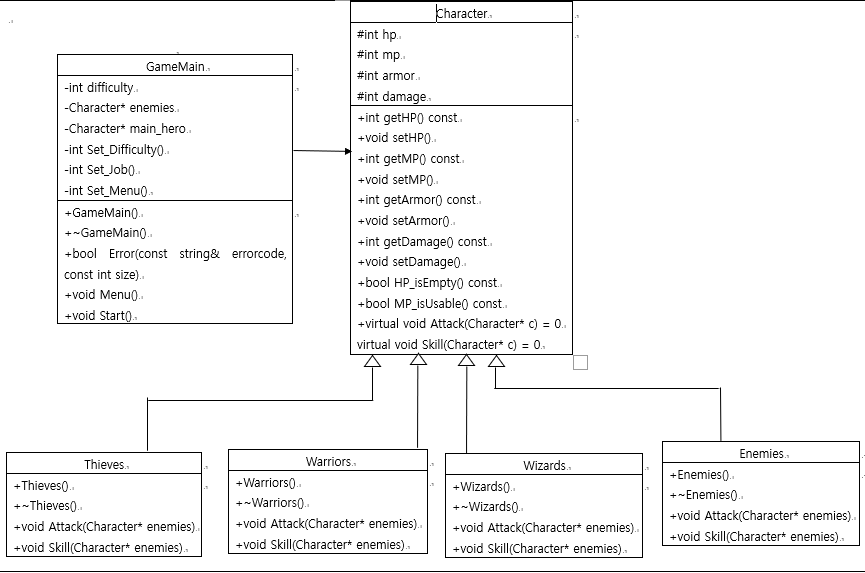 Character
#int hp
#int mp
#int armor
#int damage
+int getHP() const
+void setHP()
+int getMP() const
+void setMP()
+int getArmor() const
+void setArmor()
+int getDamage() const
+void setDamage()
+bool HP_isEmpty() const
+bool MP_isUsable() const
+virtual void Attack(Character* c) = 0
virtual void Skill(Character* c) = 0
GameMain
-int difficulty
-Character* enemies
-Character* main_hero
-int Set_Difficulty()
-int Set_Job()
-int Set_Menu()
+GameMain()
+~GameMain()
+bool Error(const string& errorcode,
const int size)
+void Menu()
+void Start()
Thieves
+Thieves()
+~Thieves()
+void Attack(Character* enemies)
+void Skill(Character* enemies)
Warriors
+Warriors()
+~Warriors()
+void Attack(Character* enemies)
+void Skill(Character* enemies)
Wizards
+Wizards()
+~Wizards()
+void Attack(Character* enemies)
+void Skill(Character* enemies)
Enemies
+Enemies()
+~Enemies()
+void Attack(Character* enemies)
+void Skill(Character* enemies)